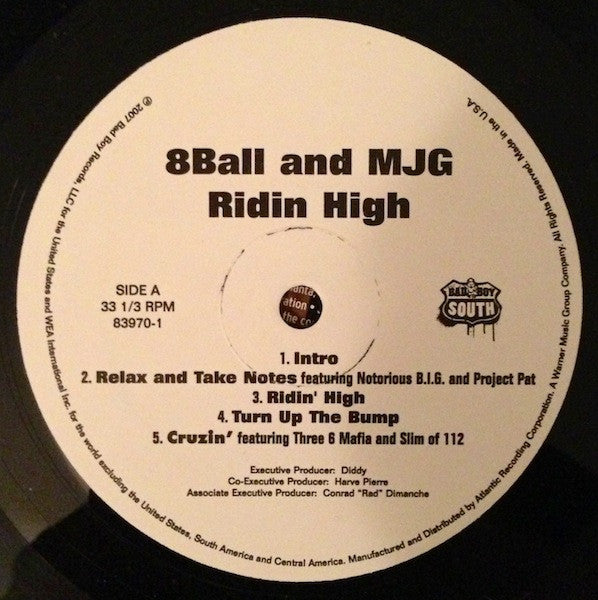 8Ball and MJG
Ridin High
SIDE A
33 1/3 RPM
83970-1
BAD BOY
SOUTH
ation
the co
1. Intro
2. Relax and Take Notes featuring Notorious B.I.G. and Project Pat
3. Ridin' High
4. Turn Up The Bump
5. Cruzin' featuring Three 6 Mafia and Slim of 112
Executive Producer: Diddy
Co-Executive Producer: Harve Pierre
Associate Executive Producer: Conrad "Rad" Dimanche
℗ 2007 Bad Boy Records, LLC for the United States and WEA International Inc. for the world excluding the United States, South America and Central America. Manufactured and Distributed by Atlantic Recording Corporation. A Warner Music Group Company. All Rights Reserved. Made in the U.S.A.